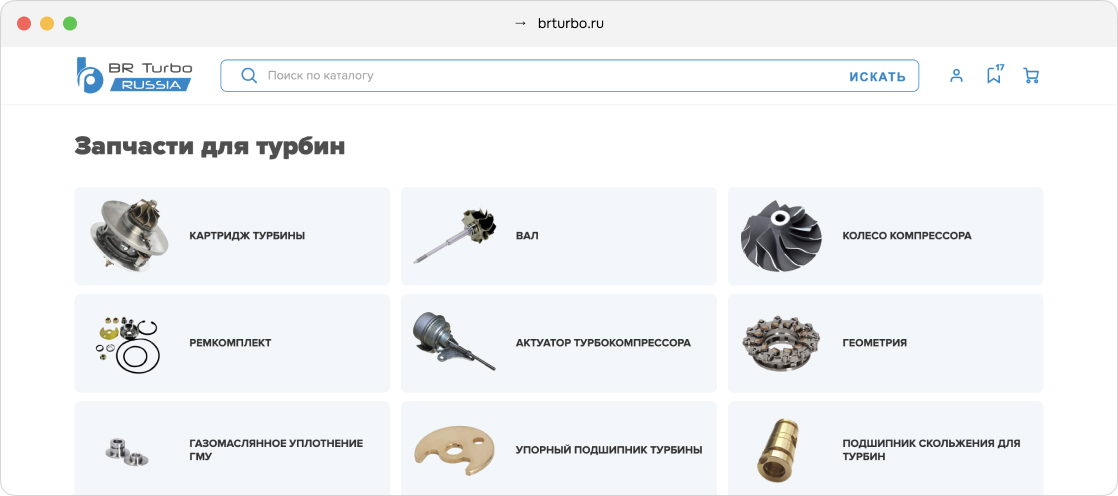 → brturbo.ru
BR Turbo
RUSSIA
Поиск по каталогу
ИСКАТЬ
17
Запчасти для турбин
КАРТРИДЖ ТУРБИНЫ
ВАЛ
КОЛЕСО КОМПРЕССОРА
РЕМКОМПЛЕКТ
АКТУАТОР ТУРБОКОМПРЕССОРА
ГЕОМЕТРИЯ
ГАЗОМАСЛЯННОЕ УПЛОТНЕНИЕ
ГМУ
УПОРНЫЙ ПОДШИПНИК ТУРБИНЫ
ПОДШИПНИК СКОЛЬЖЕНИЯ ДЛЯ
ТУРБИН